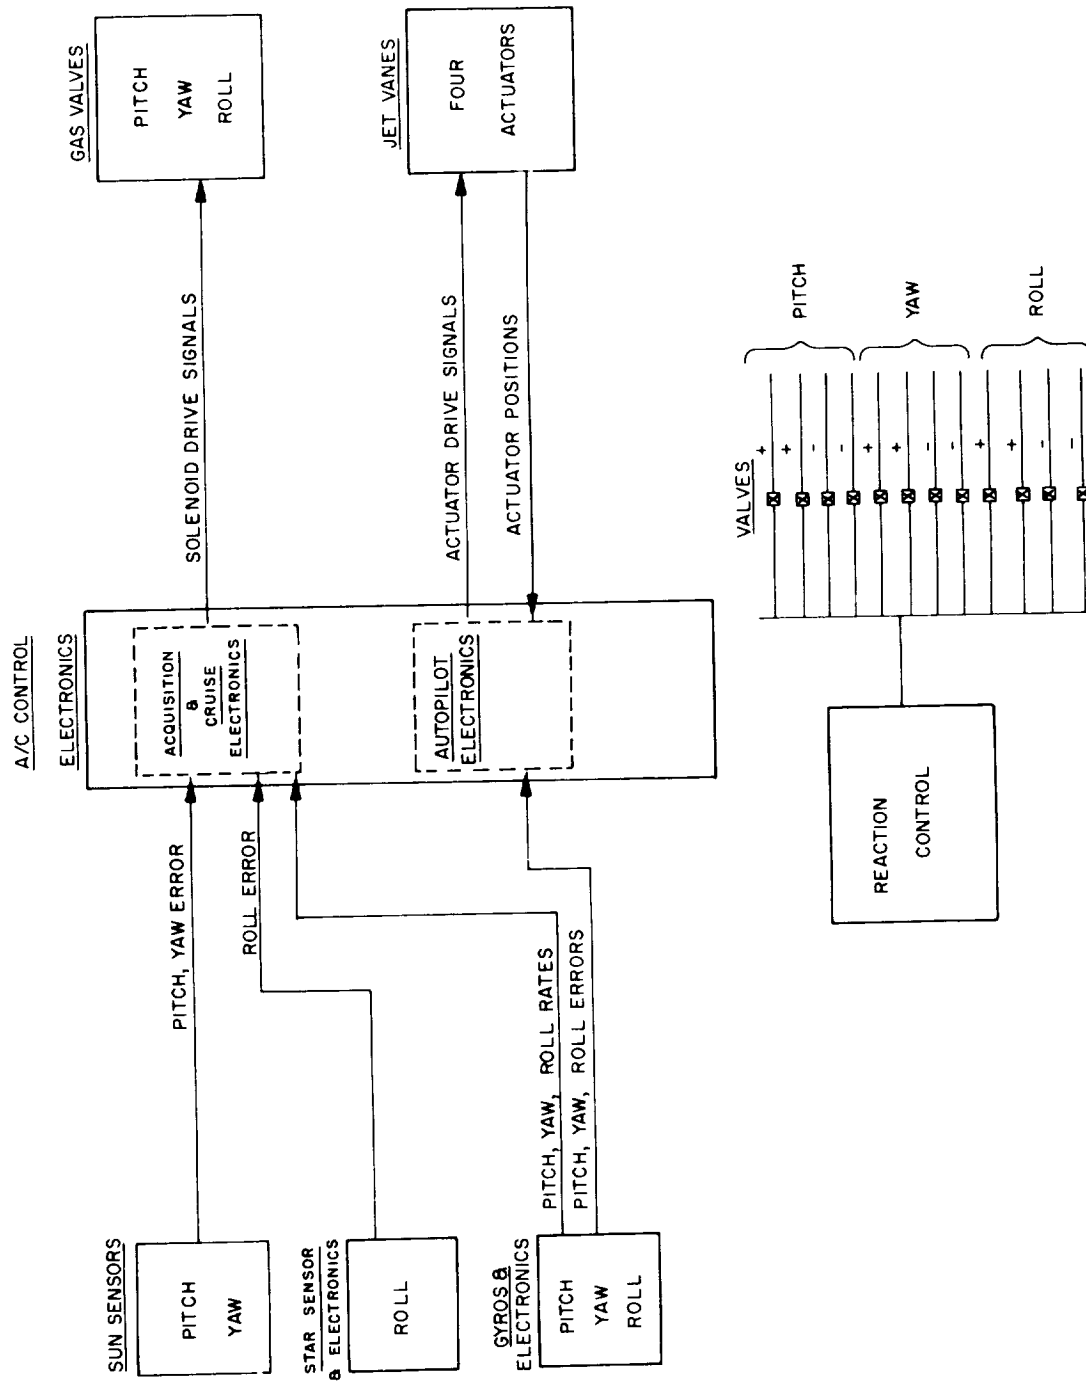 A/C CONTROL
ELECTRONICS
SUN SENSORS
PITCH
YAW
PITCH, YAW ERROR
ACQUISITION
&
CRUISE
ELECTRONICS
SOLENOID DRIVE SIGNALS
GAS VALVES
PITCH
YAW
ROLL
STAR SENSOR
& ELECTRONICS
ROLL
ROLL ERROR
GYROS &
ELECTRONICS
PITCH
YAW
ROLL
PITCH, YAW, ROLL RATES
PITCH, YAW, ROLL ERRORS
AUTOPILOT
ELECTRONICS
ACTUATOR DRIVE SIGNALS
ACTUATOR POSITIONS
JET VANES
FOUR
ACTUATORS
REACTION
CONTROL
VALVES
+
+
-
-
PITCH
+
+
-
-
YAW
+
+
-
-
ROLL